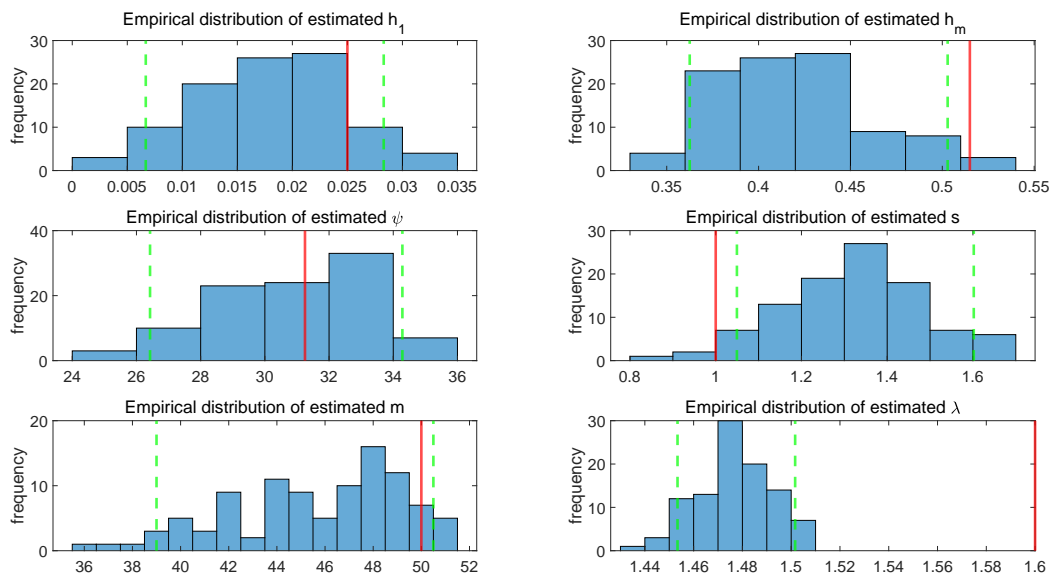 Empirical distribution of estimated h_1
frequency
30
20
10
0
0 0.005 0.01 0.015 0.02 0.025 0.03 0.035
Empirical distribution of estimated h_m
frequency
30
20
10
0
0.35 0.4 0.45 0.5 0.55
Empirical distribution of estimated ψ
frequency
40
20
0
24 26 28 30 32 34 36
Empirical distribution of estimated s
frequency
30
20
10
0
0.8 1 1.2 1.4 1.6
Empirical distribution of estimated m
frequency
20
10
0
36 38 40 42 44 46 48 50 52
Empirical distribution of estimated λ
frequency
30
20
10
0
1.44 1.46 1.48 1.5 1.52 1.54 1.56 1.58 1.6